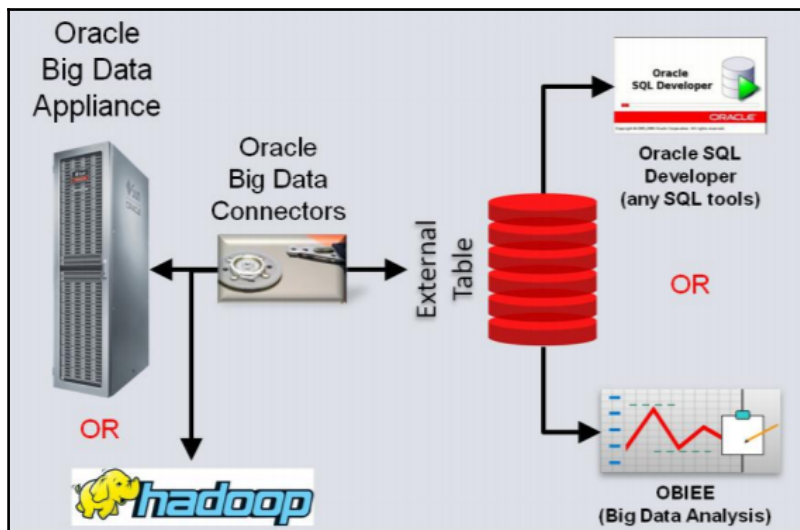 Oracle
Big Data
Appliance
Oracle
Big Data
Connectors
External
Table
Oracle
SQL Developer
ORACLE
Oracle SQL
Developer
(any SQL tools)
OR
OR
hadoop
OBIEE
(Big Data Analysis)